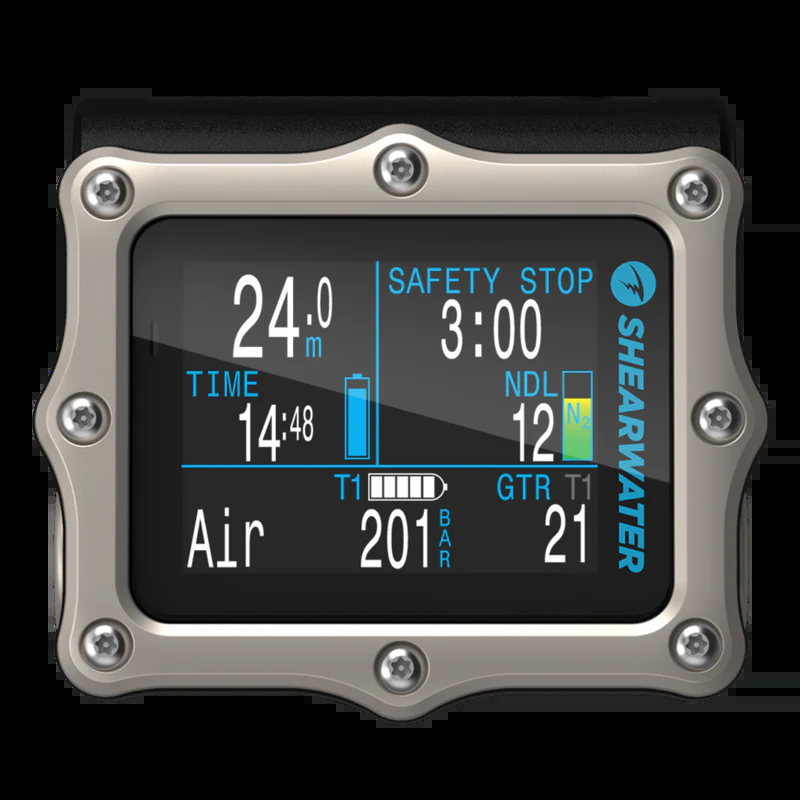 24.0 m
SAFETY STOP
3:00
TIME
14:48
NDL
12
N2
T1
201 BAR
GTR T1
21
Air
SHEARWATER